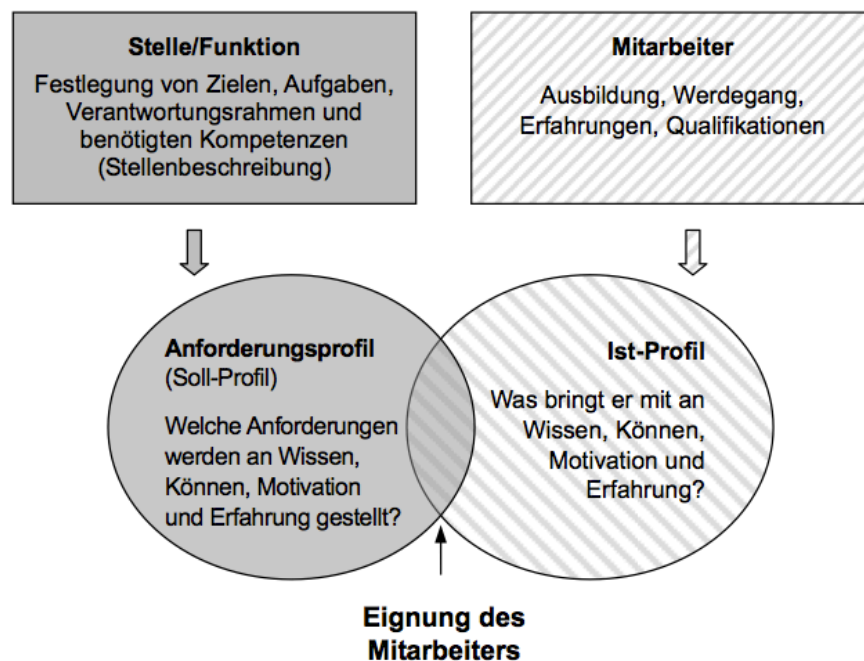 Stelle/Funktion
Festlegung von Zielen, Aufgaben,
Verantwortungsrahmen und
benötigten Kompetenzen
(Stellenbeschreibung)
Mitarbeiter
Ausbildung, Werdegang,
Erfahrungen, Qualifikationen
Anforderungsprofil
(Soll-Profil)
Welche Anforderungen
werden an Wissen,
Können, Motivation
und Erfahrung gestellt?
Ist-Profil
Was bringt er mit an
Wissen, Können,
Motivation und
Erfahrung?
Eignung des
Mitarbeiters